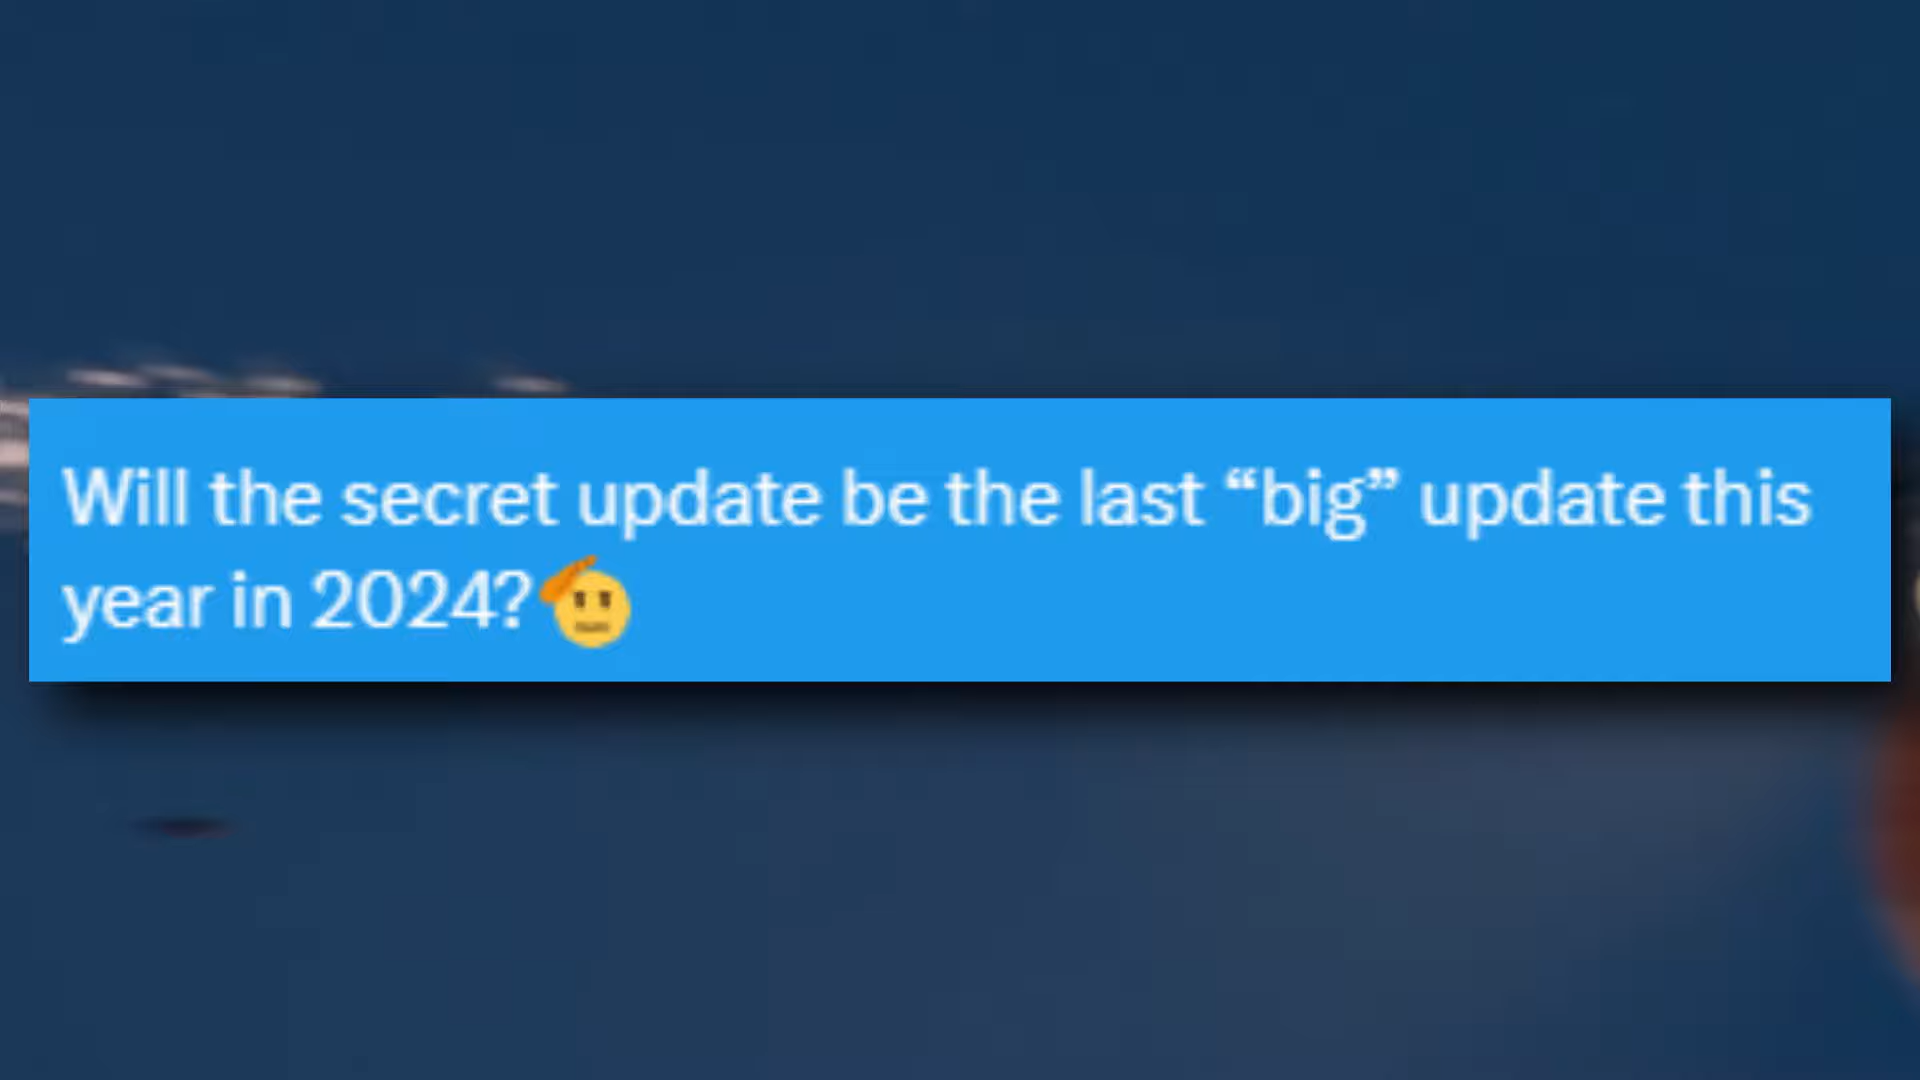 Will the secret update be the last “big” update this
year in 2024?🫡